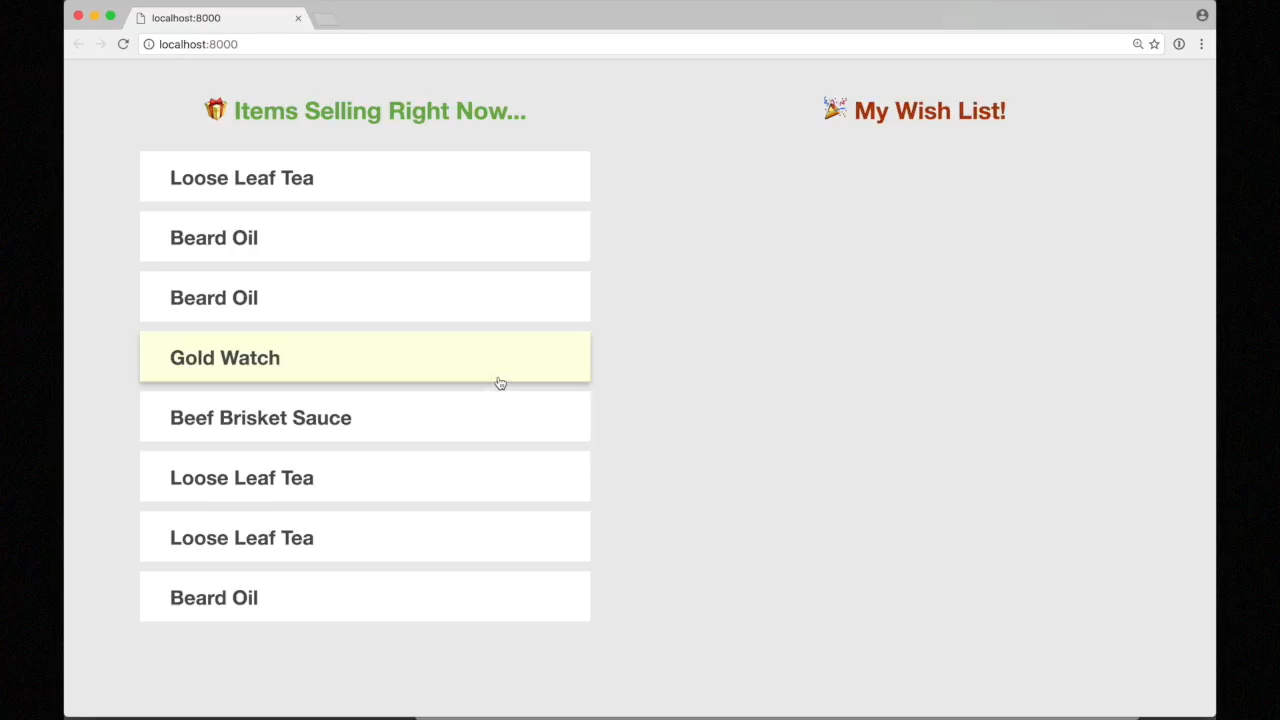 localhost:8000
localhost:8000
Items Selling Right Now...
Loose Leaf Tea
Beard Oil
Beard Oil
Gold Watch
Beef Brisket Sauce
Loose Leaf Tea
Loose Leaf Tea
Beard Oil
My Wish List!